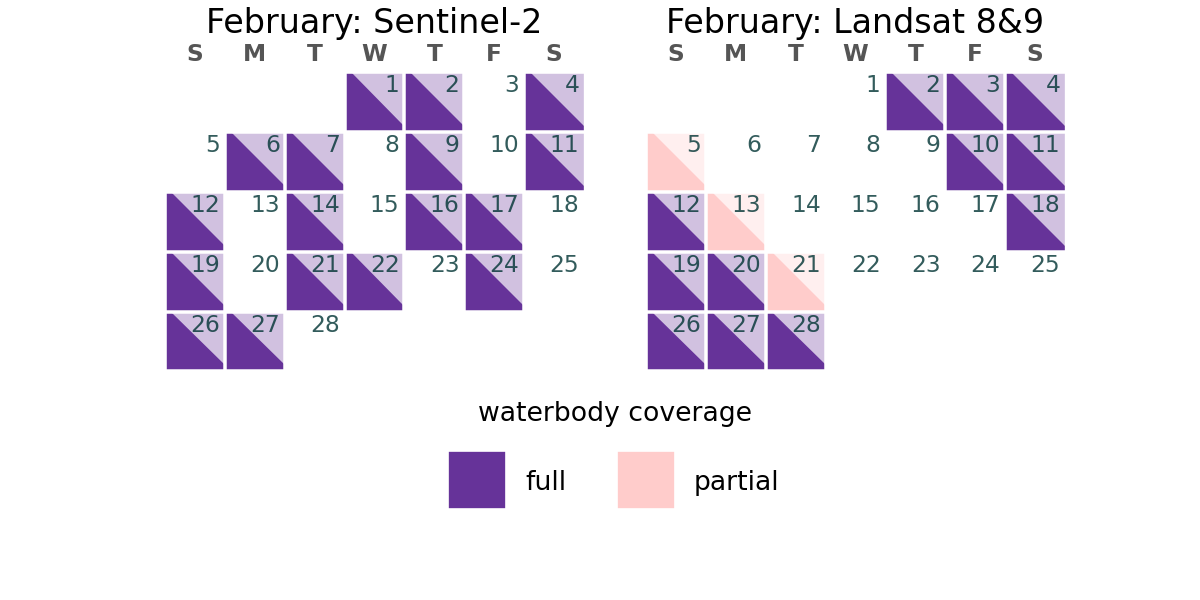 February: Sentinel-2
S M T W T F S
1 2 3 4
5 6 7 8 9 10 11
12 13 14 15 16 17 18
19 20 21 22 23 24 25
26 27 28
February: Landsat 8&9
S M T W T F S
1 2 3 4
5 6 7 8 9 10 11
12 13 14 15 16 17 18
19 20 21 22 23 24 25
26 27 28
waterbody coverage
full
partial